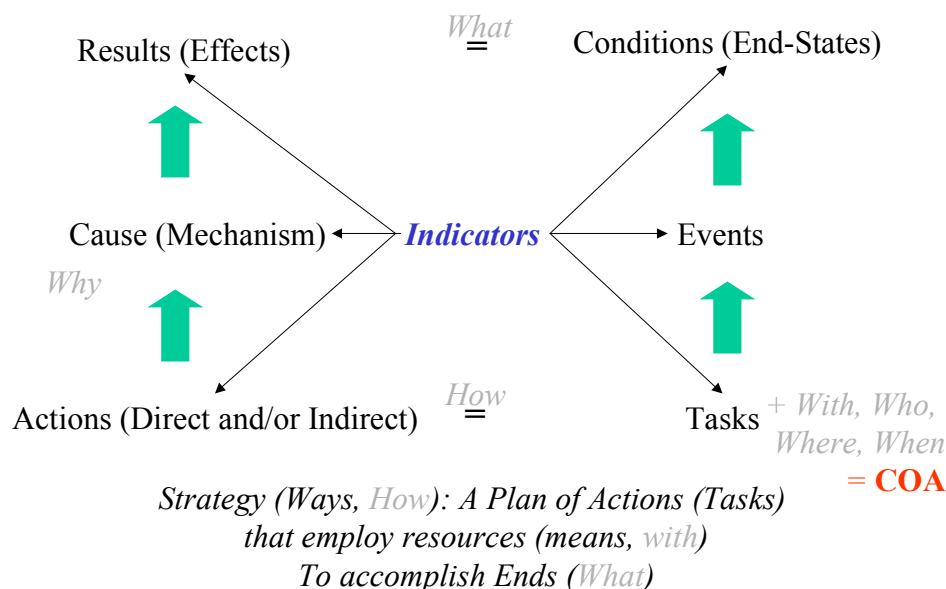 What
Results (Effects) = Conditions (End-States)
Cause (Mechanism) Indicators Events
Why
How
Actions (Direct and/or Indirect) = Tasks + With, Who,
Where, When
= COA
Strategy (Ways, How): A Plan of Actions (Tasks)
that employ resources (means, with)
To accomplish Ends (What)